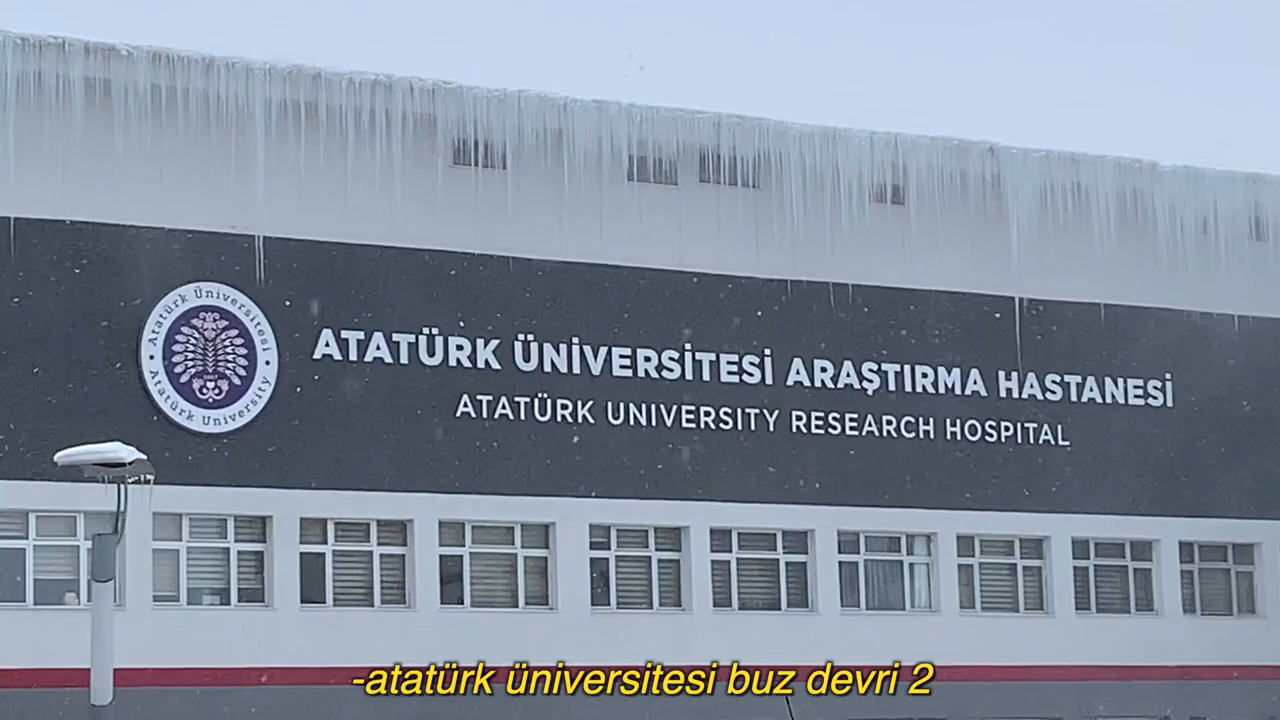 Atatürk Üniversitesi
1957
Atatürk University
ATATÜRK ÜNİVERSİTESİ ARAŞTIRMA HASTANESİ
ATATÜRK UNIVERSITY RESEARCH HOSPITAL
-atatürk üniversitesi buz devri 2